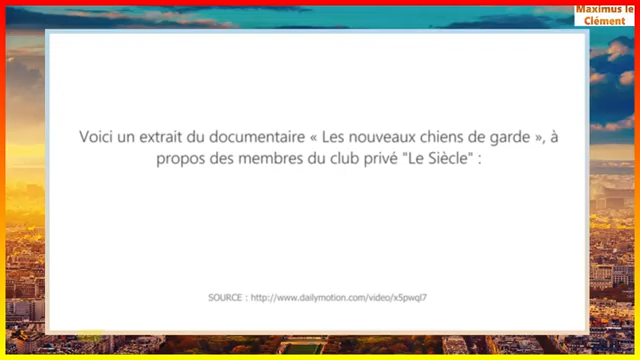 Maximus le
Clément
Voici un extrait du documentaire « Les nouveaux chiens de garde », à
propos des membres du club privé "Le Siècle" :
SOURCE : http://www.dailymotion.com/video/x5pwql7